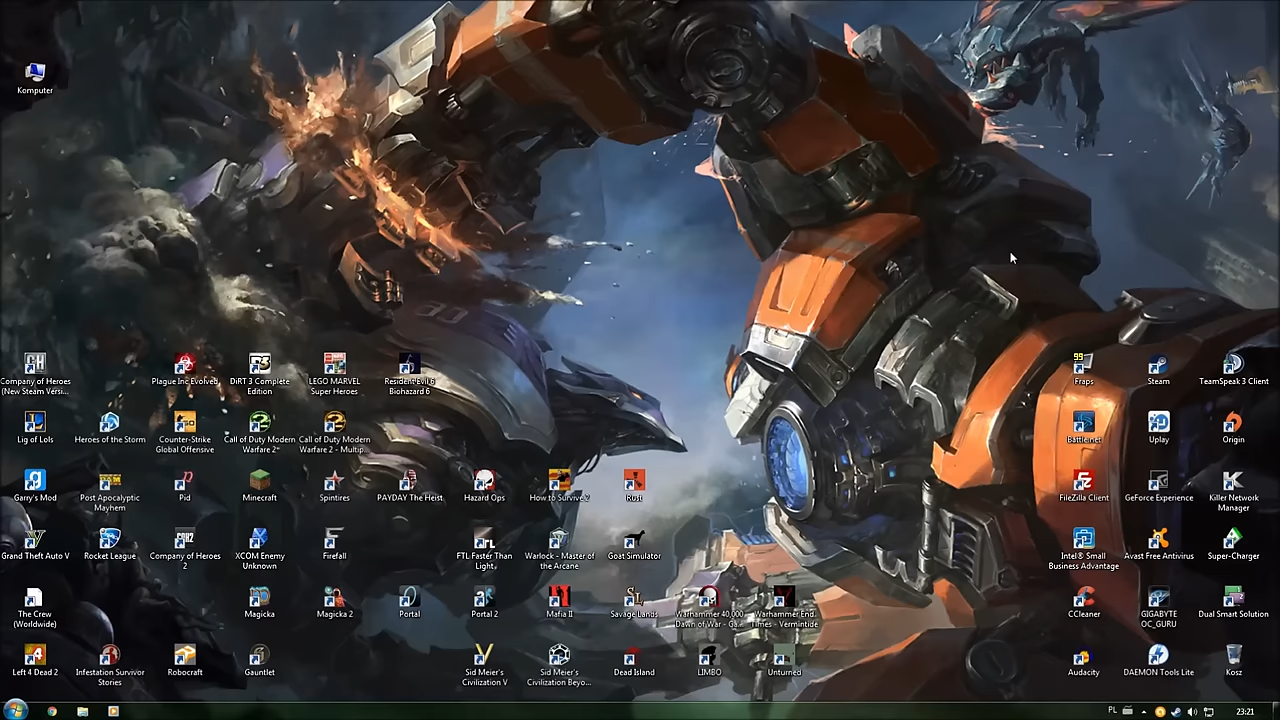 Komputer
Company of Heroes
(New Steam Versi...
Plague Inc Evolved
DiRT 3 Complete
Edition
LEGO MARVEL
Super Heroes
Resident Evil 6
Biohazard 6
99
Fraps
Steam
TeamSpeak 3 Client
Lig of Lols
Heroes of the Storm
Counter-Strike
Global Offensive
Call of Duty Modern
Warfare 2
Call of Duty Modern
Warfare 2 - Multip...
Battle.net
Uplay
Origin
Garry's Mod
Post Apocalyptic
Mayhem
Pid
Minecraft
Spintires
PAYDAY The Heist
Hazard Ops
How to Survive 2
Rust
FileZilla Client
GeForce Experience
Killer Network
Manager
Grand Theft Auto V
Rocket League
Company of Heroes
2
XCOM Enemy
Unknown
Firefall
FTL Faster Than
Light
Warlock - Master of
the Arcane
Goat Simulator
Intel® Small
Business Advantage
Avast Free Antivirus
Super-Charger
The Crew
(Worldwide)
Magicka
Magicka 2
Portal
Portal 2
Mafia II
Savage Lands
Warhammer 40,000
Dawn of War - Ga...
Warhammer End
Times - Vermintide
CCleaner
GIGABYTE
OC_GURU
Dual Smart Solution
Left 4 Dead 2
Infestation Survivor
Stories
Robocraft
Gauntlet
Sid Meier's
Civilization V
Sid Meier's
Civilization Beyo...
Dead Island
LIMBO
Unturned
Audacity
DAEMON Tools Lite
Kosz
PL
23:21